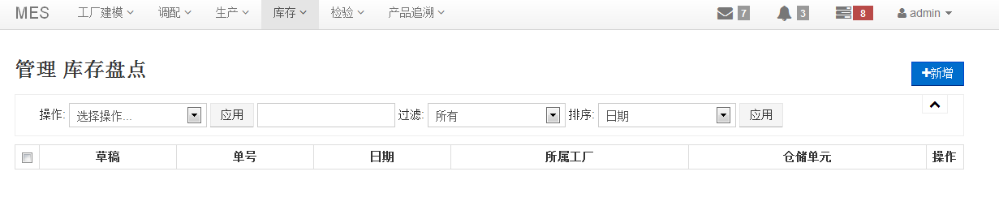 MES 工厂建模 调配 生产 库存 检验 产品追溯 7 3 8 admin
管理 库存盘点
新增
操作: 选择操作... 应用 过滤: 所有 排序: 日期 应用
草稿 单号 日期 所属工厂 仓储单元 操作